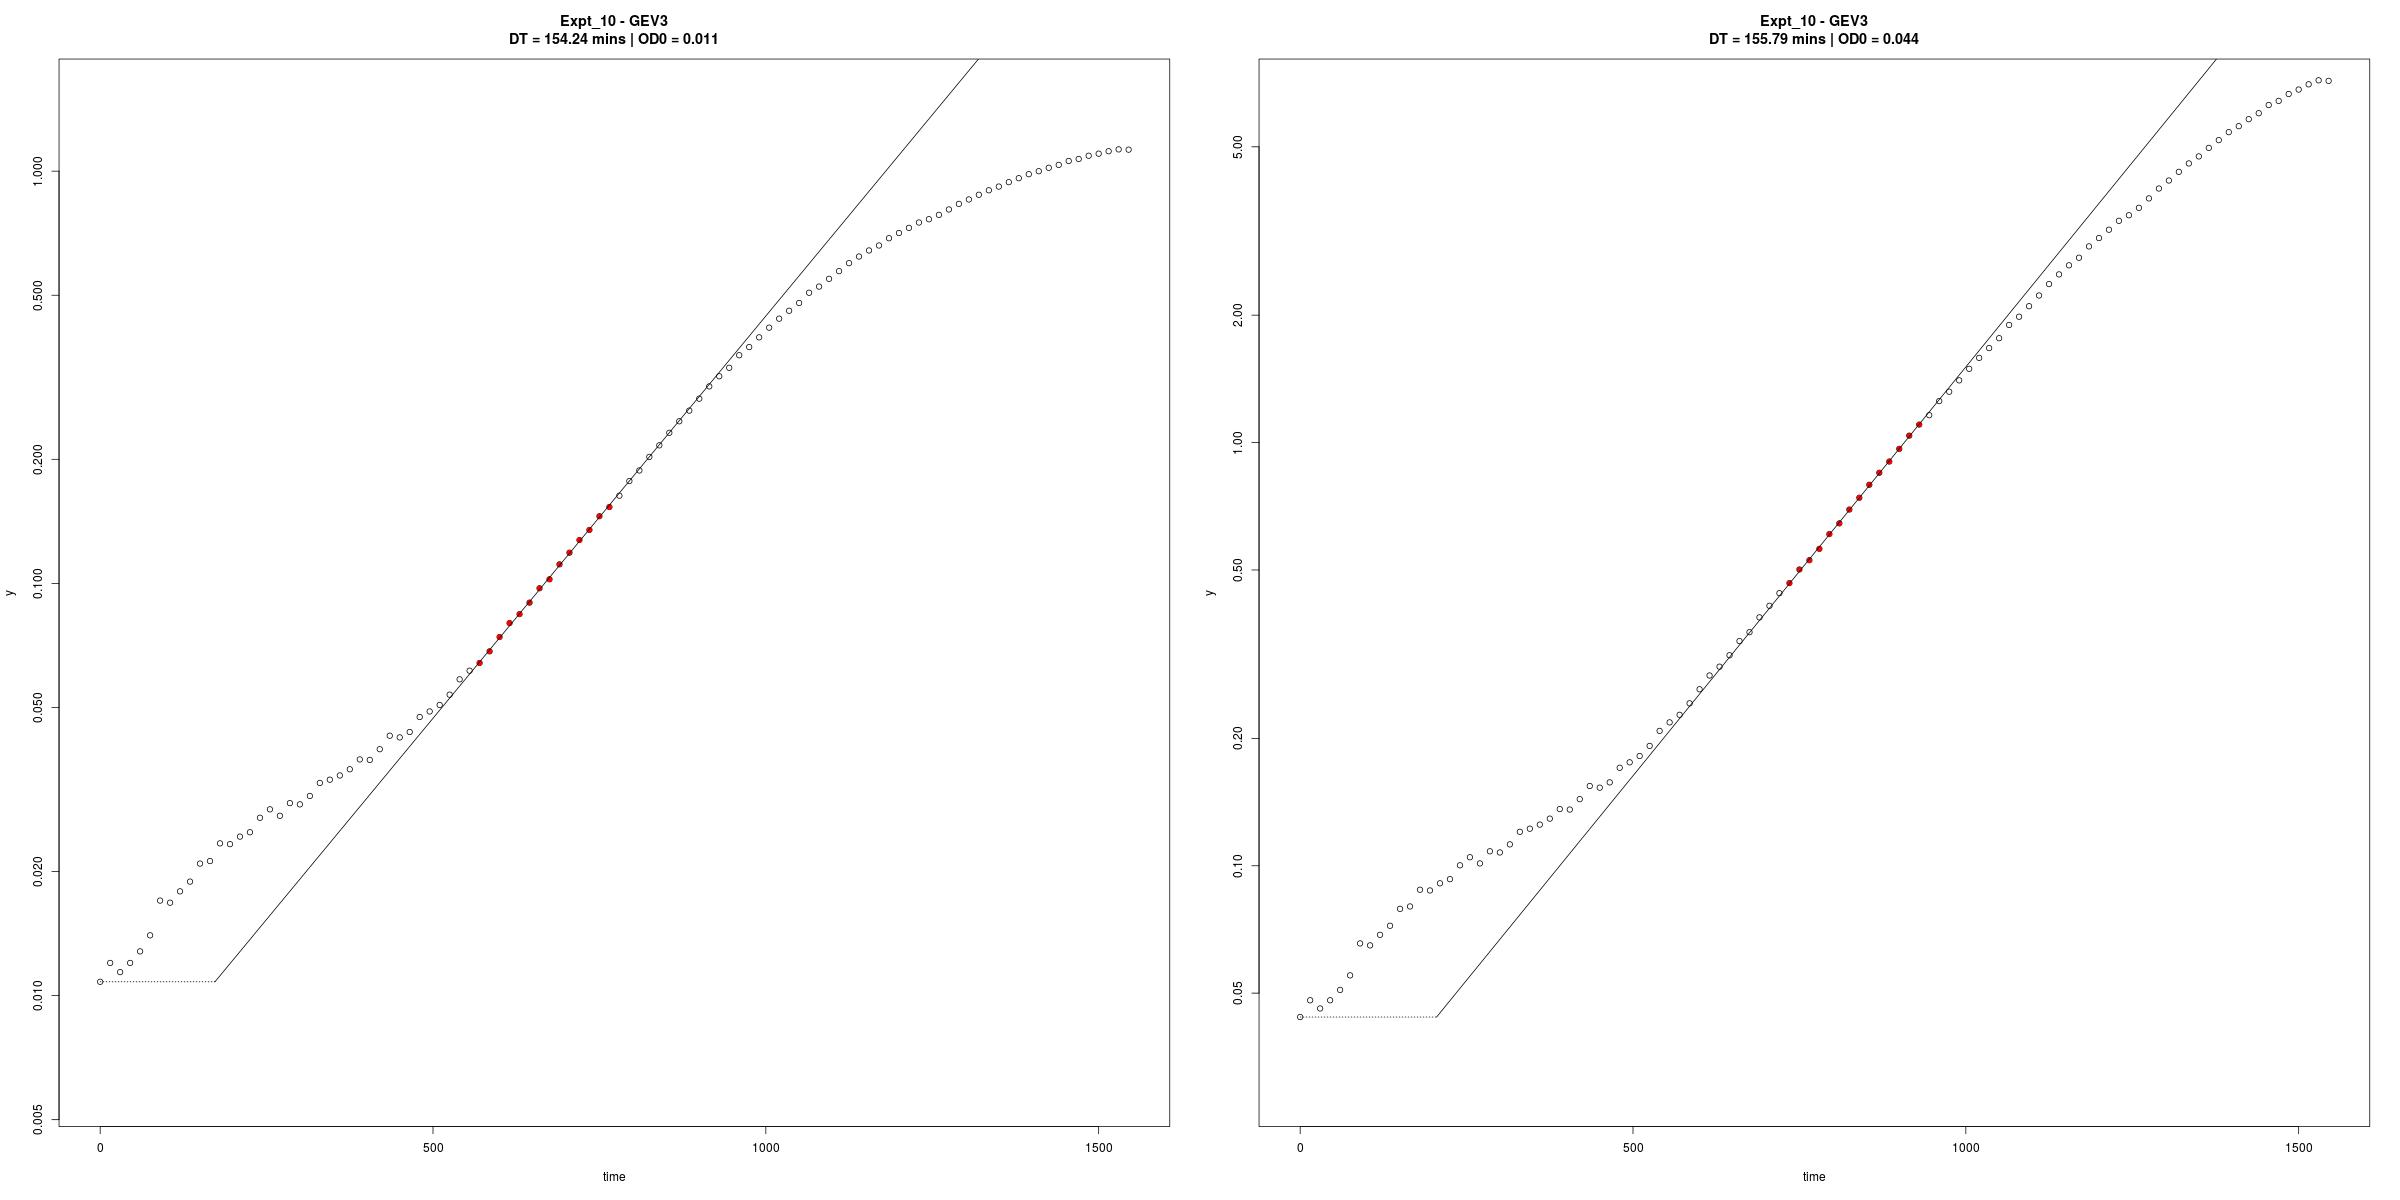 Expt_10 - GEV3
DT = 154.24 mins | OD0 = 0.011
y
1.000
0.500
0.200
0.100
0.050
0.020
0.010
0.005
0 500 1000 1500
time
Expt_10 - GEV3
DT = 155.79 mins | OD0 = 0.044
y
5.00
2.00
1.00
0.50
0.20
0.10
0.05
0 500 1000 1500
time